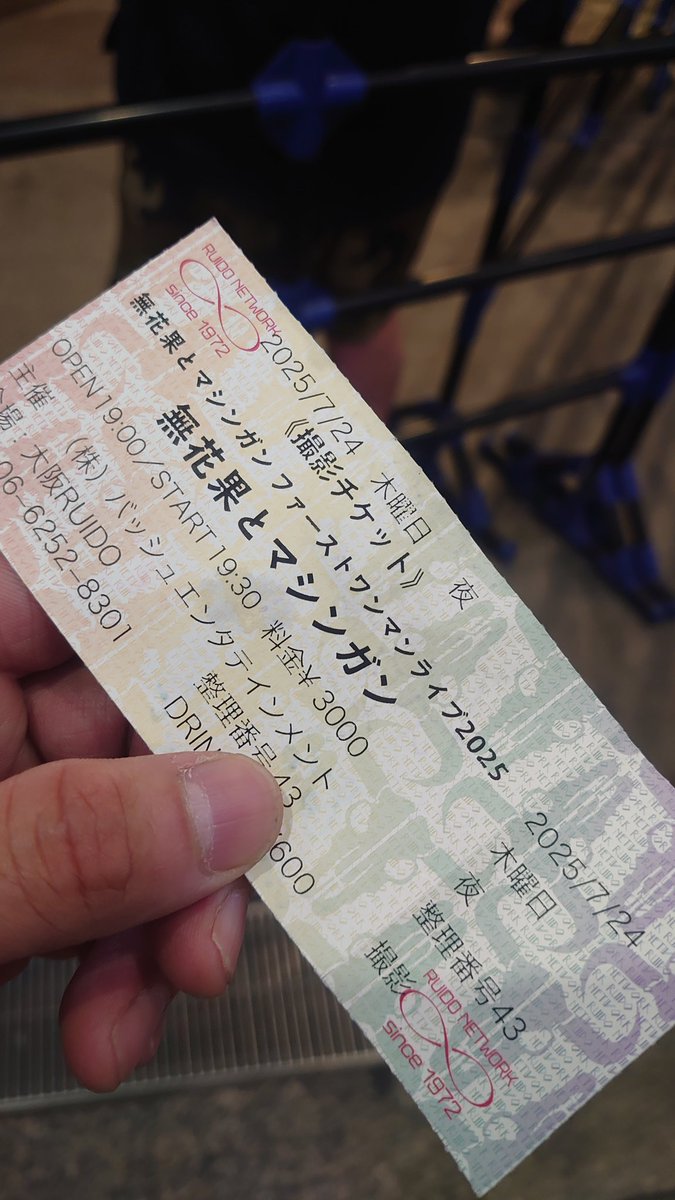 RUIDO NETWORK
since 1972
2025/7/24 木曜日 夜
《撮影チケット》
無花果とマシンガンファーストワンマンライブ2025
無花果とマシンガン
OPEN19:00/START19:30 料金¥3000
主催 (株)バッシュエンタテインメント
場:大阪RUIDO 整理番号43
06-6252-8301 DRIN 600
2025/7/24
木曜日
夜
整理番号43
撮影
RUIDO NETWORK
since 1972